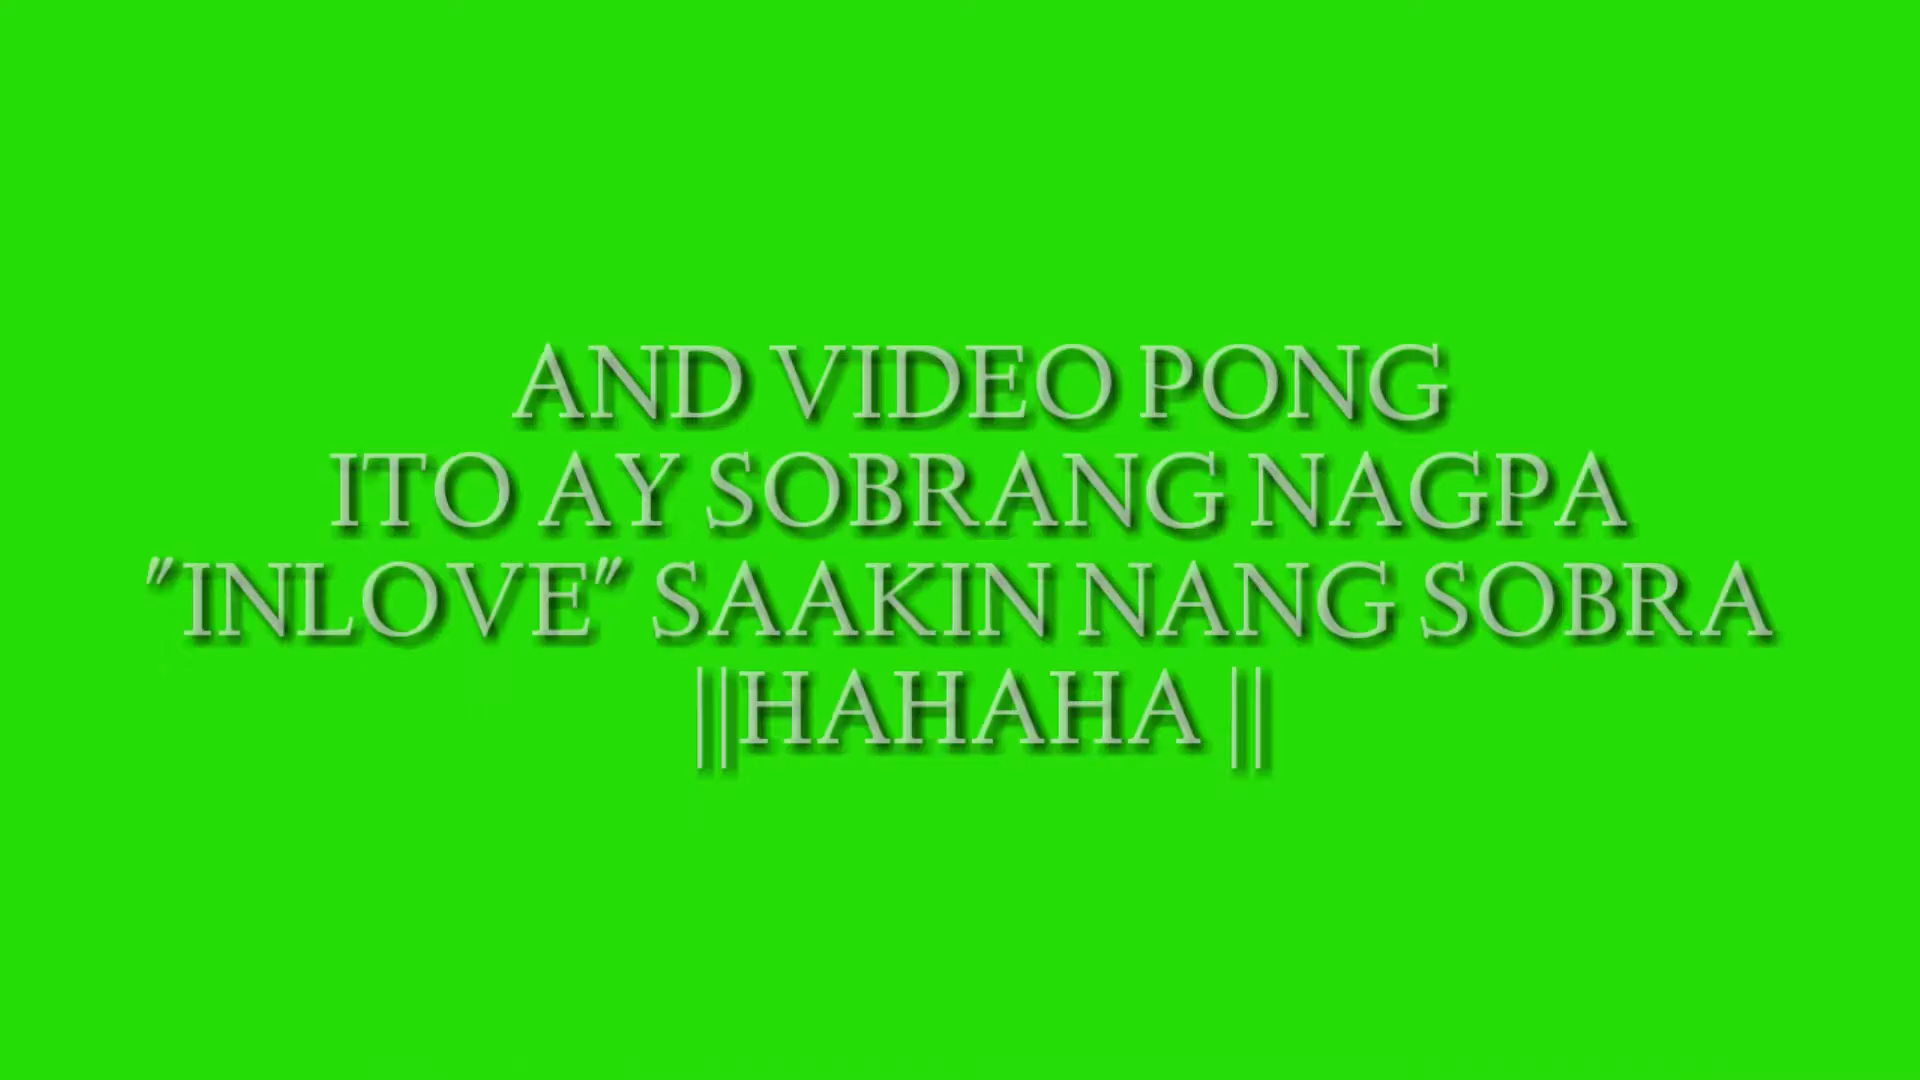 AND VIDEO PONG
ITO AY SOBRANG NAGPA
"INLOVE" SAAKIN NANG SOBRA
||HAHAHA ||